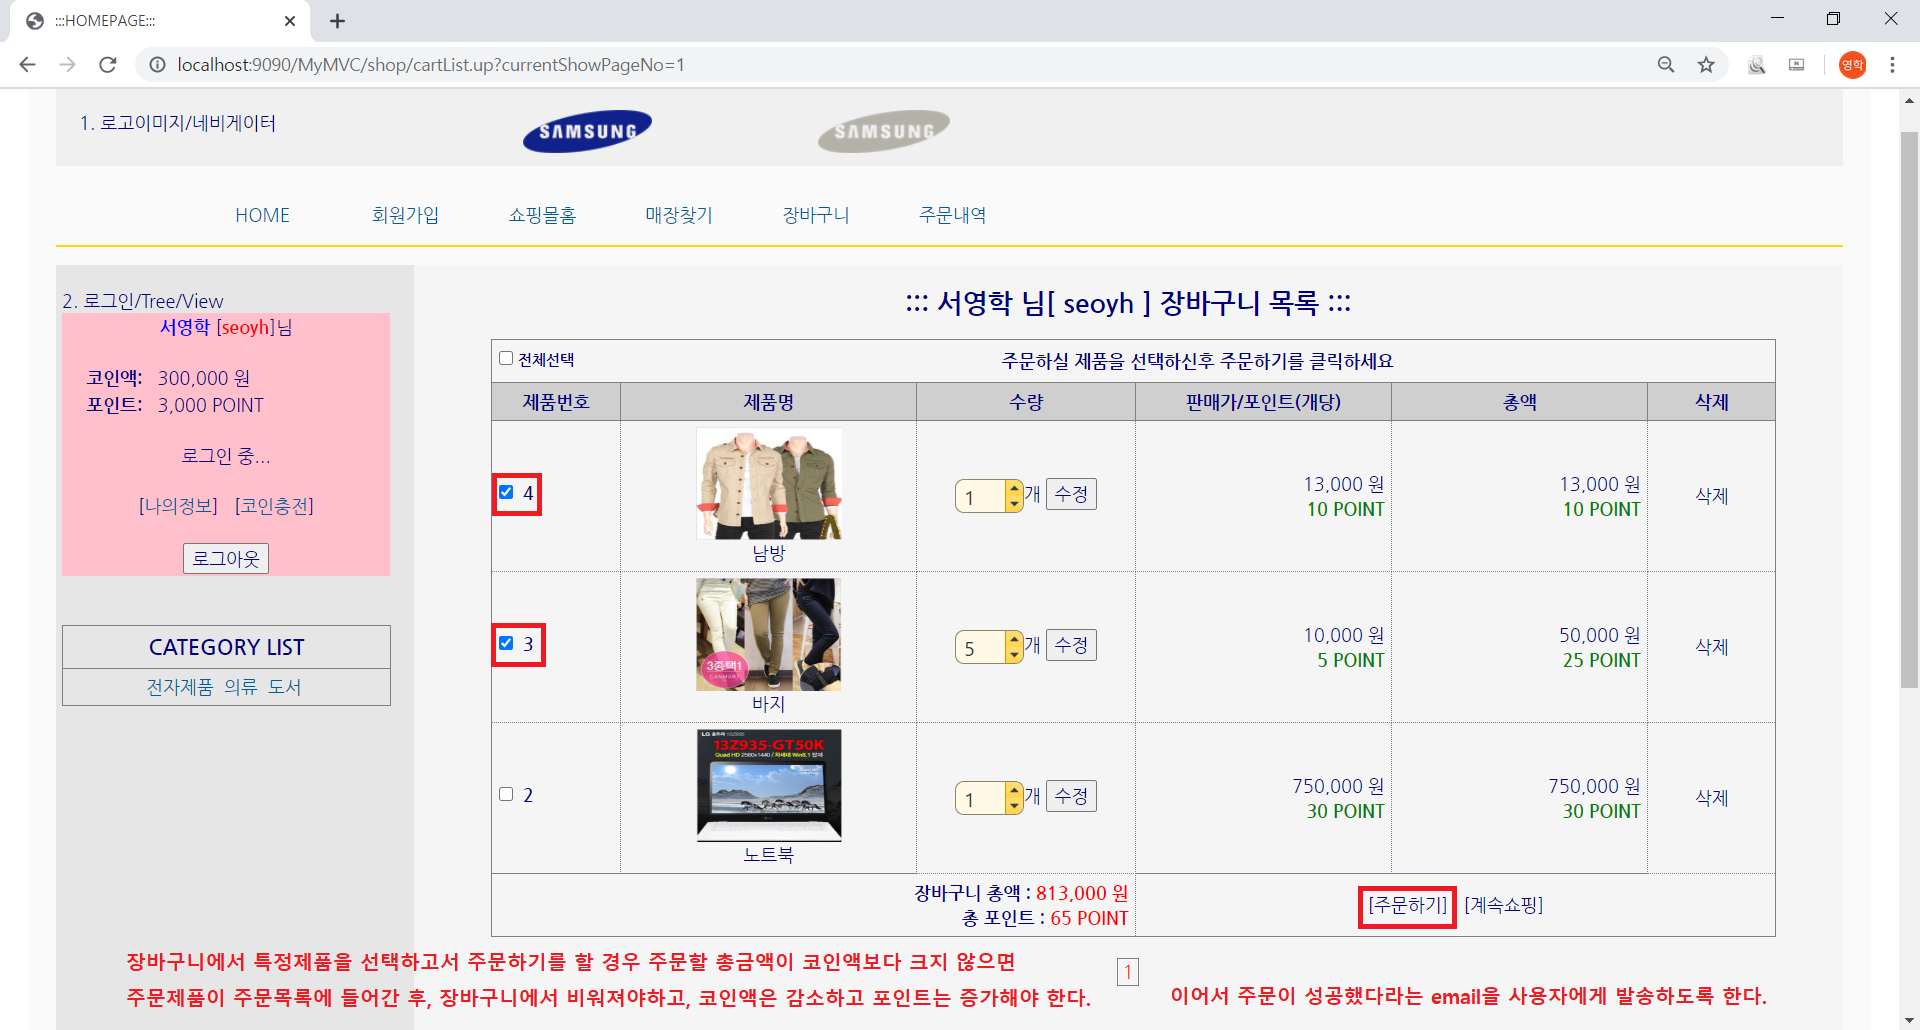 :::HOMEPAGE:::
localhost:9090/MyMVC/shop/cartList.up?currentShowPageNo=1
영학
1. 로고이미지/네비게이터
SAMSUNG
SAMSUNG
HOME 회원가입 쇼핑몰홈 매장찾기 장바구니 주문내역
2. 로그인/Tree/View
서영학 [seoyh]님
코인액: 300,000 원
포인트: 3,000 POINT
로그인 중...
[나의정보] [코인충전]
로그아웃
CATEGORY LIST
전자제품 의류 도서
::: 서영학 님[ seoyh ] 장바구니 목록 :::
전체선택 주문하실 제품을 선택하신후 주문하기를 클릭하세요
제품번호 제품명 수량 판매가/포인트(개당) 총액 삭제
4 1 개 수정 13,000 원 13,000 원 삭제
10 POINT 10 POINT
남방
3종택1
CANMART
3 5 개 수정 10,000 원 50,000 원 삭제
5 POINT 25 POINT
바지
LG 울트라 13Z935
13Z935-GT50K
Quad HD 2560x1440 / 차세대 Win8.1 탑재
2 1 개 수정 750,000 원 750,000 원 삭제
30 POINT 30 POINT
노트북
장바구니 총액 : 813,000 원
총 포인트 : 65 POINT
[주문하기] [계속쇼핑]
장바구니에서 특정제품을 선택하고서 주문하기를 할 경우 주문할 총금액이 코인액보다 크지 않으면
주문제품이 주문목록에 들어간 후, 장바구니에서 비워져야하고, 코인액은 감소하고 포인트는 증가해야 한다.
1
이어서 주문이 성공했다라는 email을 사용자에게 발송하도록 한다.